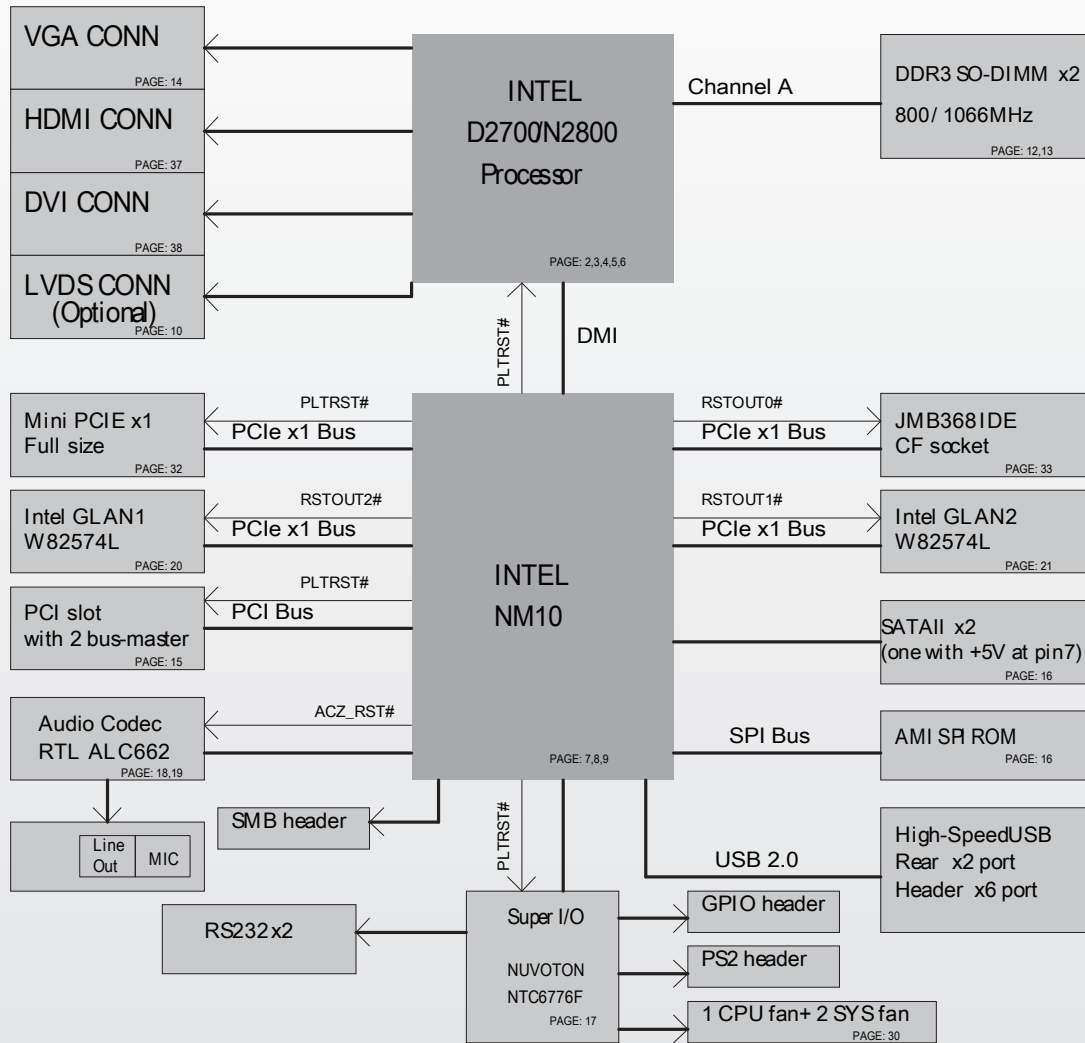 VGA CONN
PAGE: 14
HDMI CONN
PAGE: 37
DVI CONN
PAGE: 38
LVDS CONN
(Optional)
PAGE: 10
INTEL
D2700/N2800
Processor
PAGE: 2,3,4,5,6
Channel A
DDR3 SO-DIMM x2
800/ 1066MHz
PAGE: 12,13
PLTRST#
DMI
Mini PCIE x1
Full size
PAGE: 32
PLTRST#
PCIe x1 Bus
Intel GLAN1
W82574L
PAGE: 20
RSTOUT2#
PCIe x1 Bus
PCI slot
with 2 bus-master
PAGE: 15
PLTRST#
PCI Bus
Audio Codec
RTL ALC662
PAGE: 18,19
ACZ_RST#
Line
Out
MIC
INTEL
NM10
PAGE: 7,8,9
RSTOUT0#
PCIe x1 Bus
JMB368 IDE
CF socket
PAGE: 33
RSTOUT1#
PCIe x1 Bus
Intel GLAN2
W82574L
PAGE: 21
SATAII x2
(one with +5V at pin7)
PAGE: 16
SPI Bus
AMI SPI ROM
PAGE: 16
USB 2.0
High-SpeedUSB
Rear x2 port
Header x6 port
SMB header
PLTRST#
RS232 x2
Super I/O
NUVOTON
NTC6776F
PAGE: 17
GPIO header
PS2 header
1 CPU fan+ 2 SYS fan
PAGE: 30